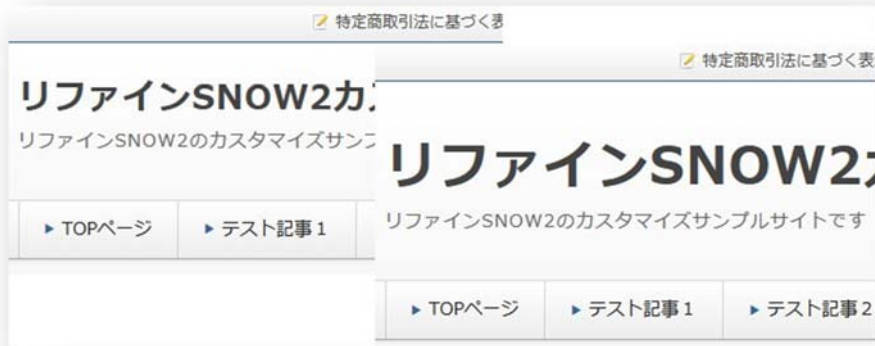 特定商取引法に基づく表
リファインSNOW2カ
リファインSNOW2のカスタマイズサンプ
TOPページ
テスト記事1
特定商取引法に基づく表
リファインSNOW2カ
リファインSNOW2のカスタマイズサンプルサイトです
TOPページ
テスト記事1
テスト記事2